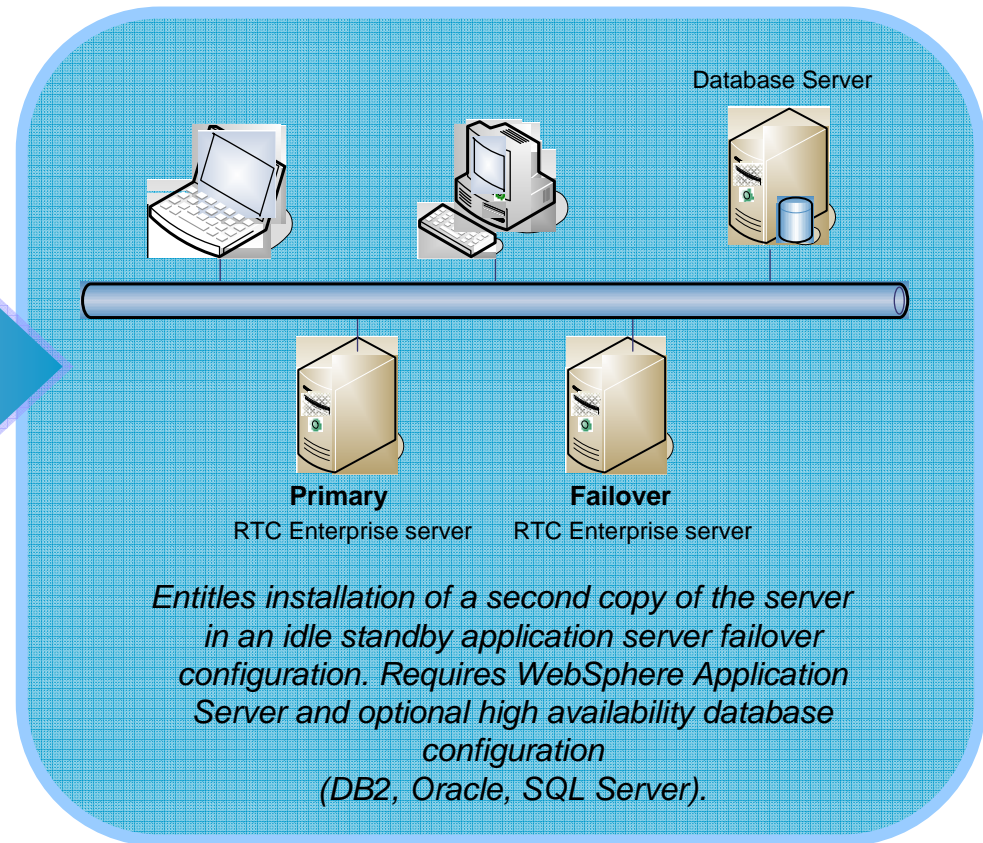 Database Server
Primary
RTC Enterprise server
Failover
RTC Enterprise server
Entitles installation of a second copy of the server
in an idle standby application server failover
configuration. Requires WebSphere Application
Server and optional high availability database
configuration
(DB2, Oracle, SQL Server).